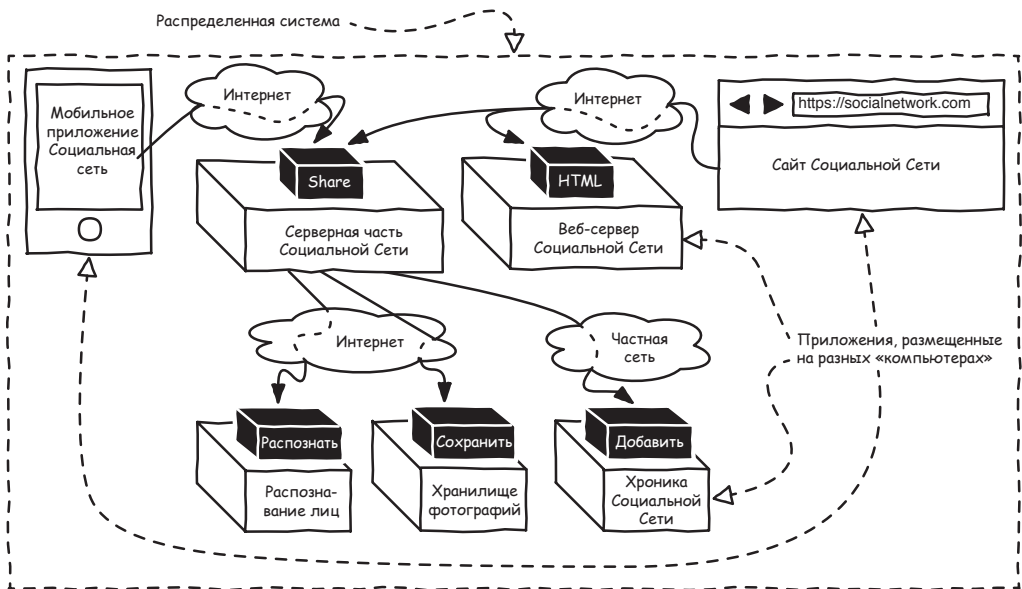 Распределенная система
Мобильное
приложение
Социальная
сеть
Интернет
Интернет
https://socialnetwork.com
Сайт Социальной Сети
Share
HTML
Серверная часть
Социальной Сети
Веб-сервер
Социальной Сети
Интернет
Частная
сеть
Приложения, размещенные
на разных «компьютерах»
Распознать
Сохранить
Добавить
Распозна-
вание лиц
Хранилище
фотографий
Хроника
Социальной
Сети